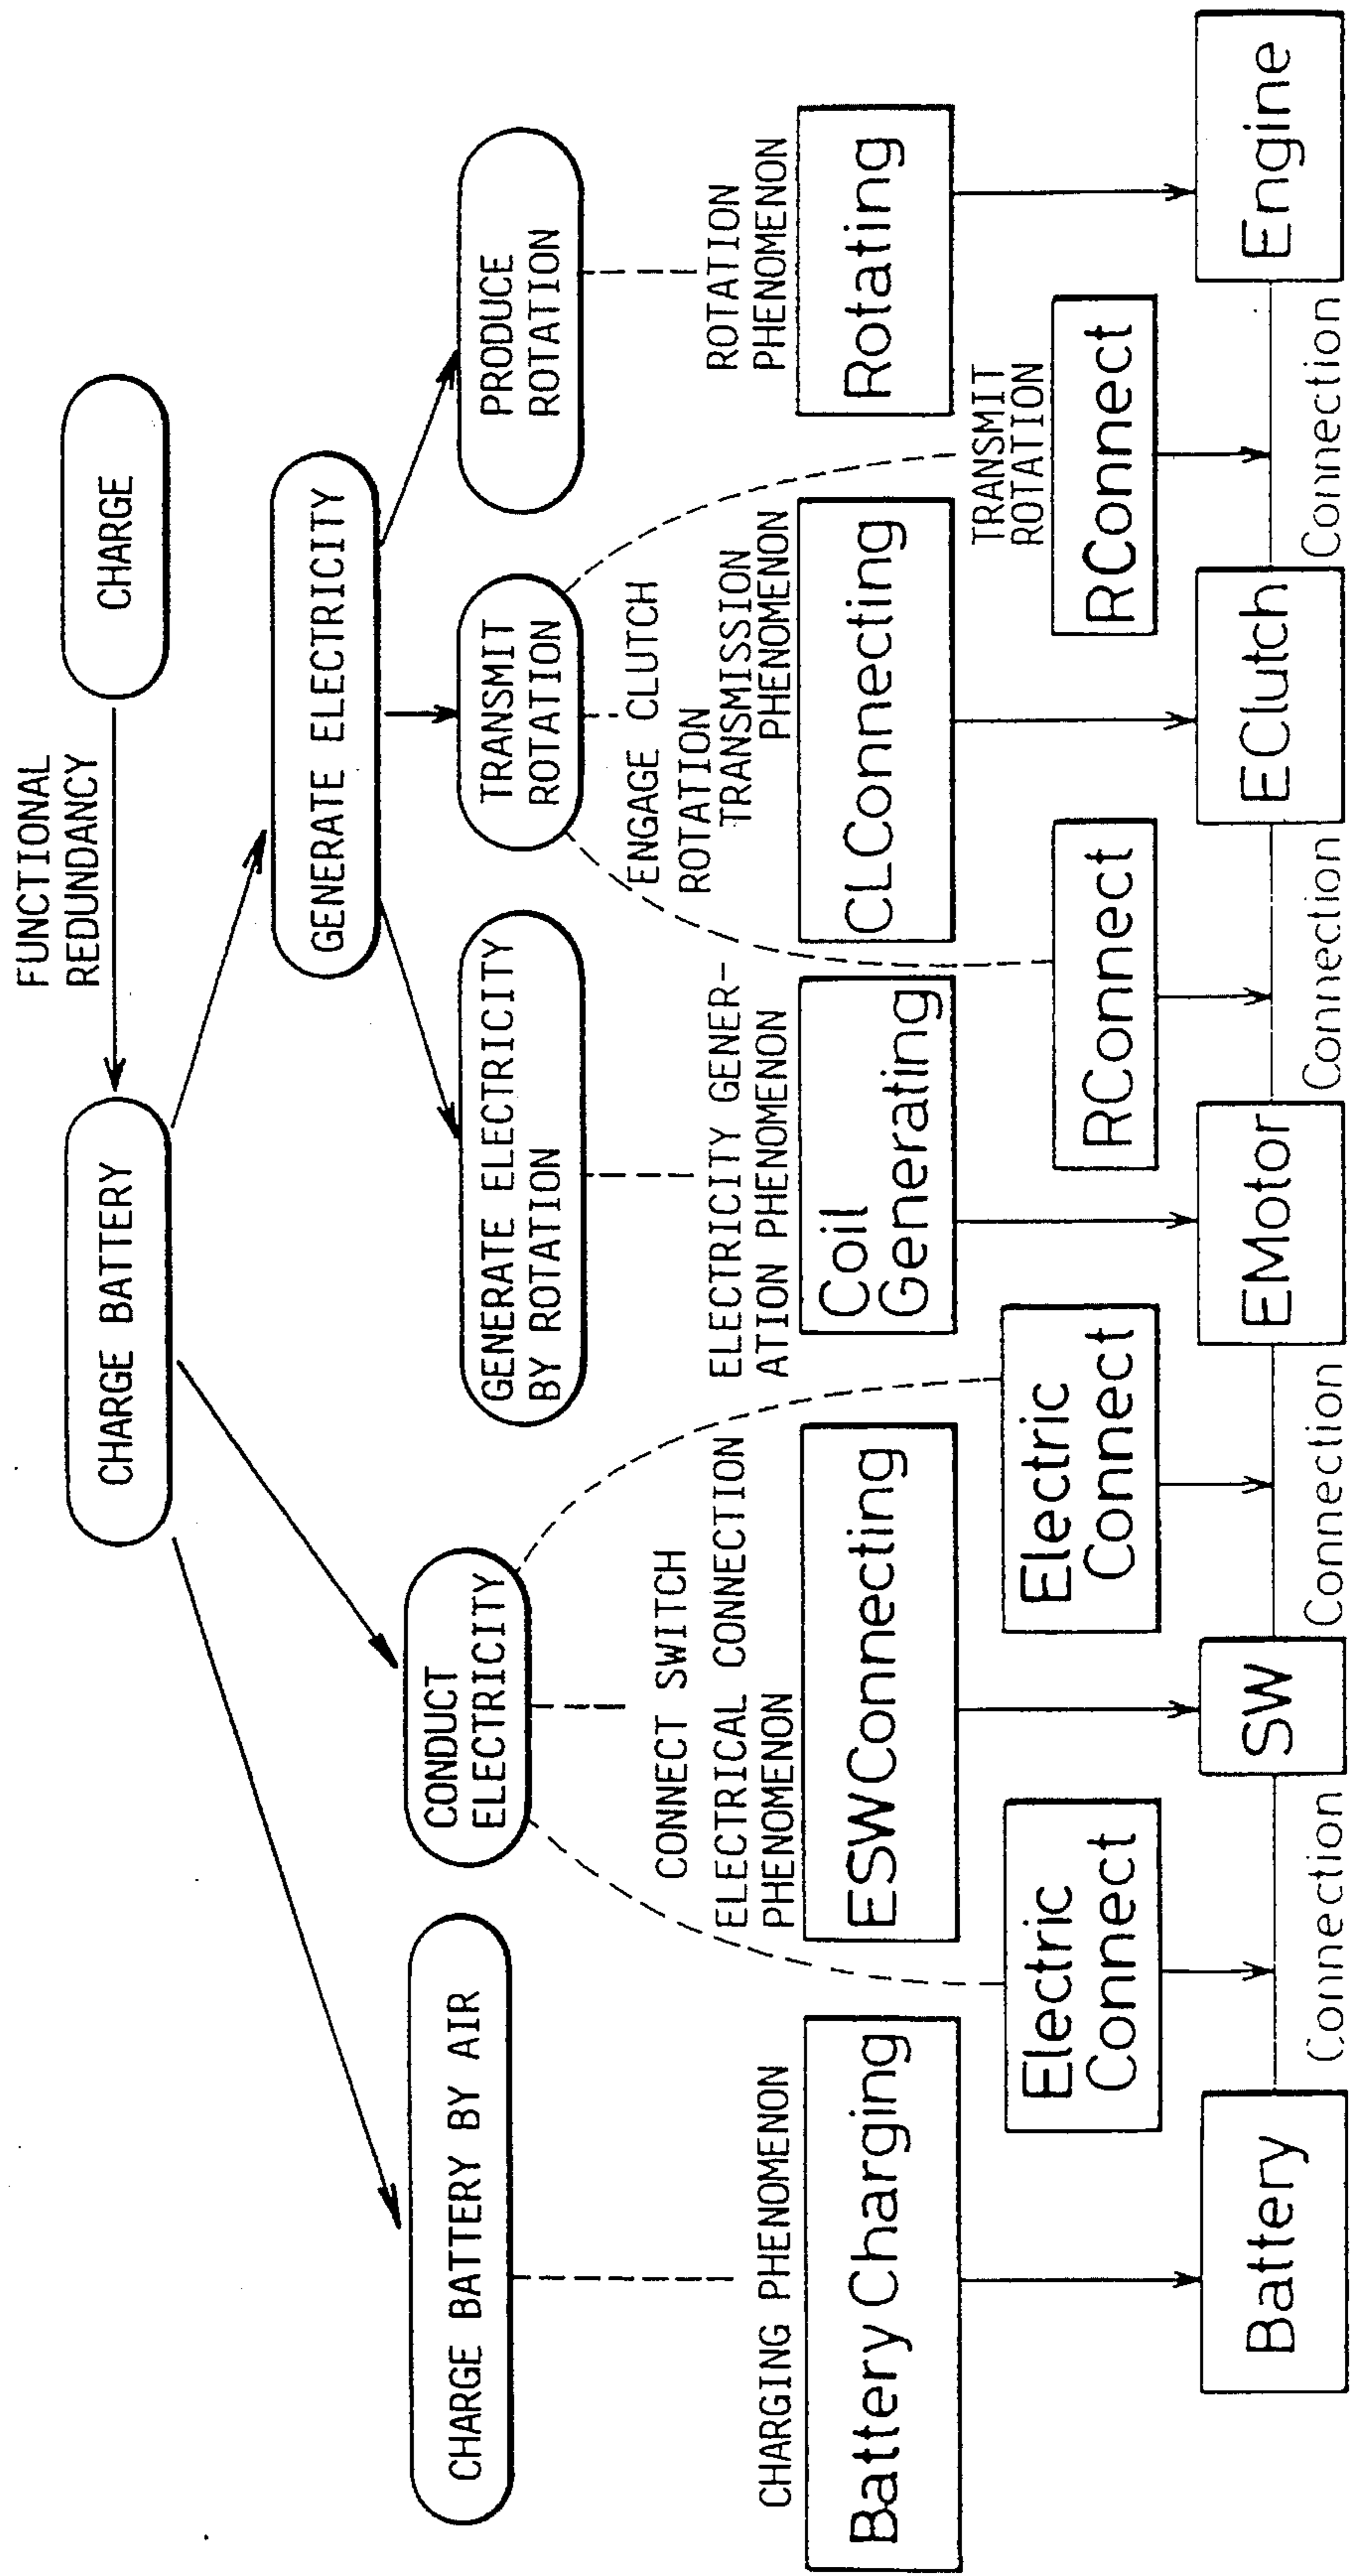 FUNCTIONAL
REDUNDANCY
CHARGE BATTERY
CHARGE
GENERATE ELECTRICITY
CHARGE BATTERY BY AIR
CONDUCT
ELECTRICITY
GENERATE ELECTRICITY
BY ROTATION
TRANSMIT
ROTATION
PRODUCE
ROTATION
CONNECT SWITCH
ENGAGE CLUTCH
CHARGING PHENOMENON
ELECTRICAL CONNECTION
PHENOMENON
ELECTRICITY GENER-
ATION PHENOMENON
ROTATION
TRANSMISSION
PHENOMENON
ROTATION
PHENOMENON
Battery Charging
ESWConnecting
Coil
Generating
CLConnecting
Rotating
TRANSMIT
ROTATION
Electric
Connect
Electric
Connect
RConnect
RConnect
Battery
SW
EMotor
EClutch
Engine
Connection
Connection
Connection
Connection